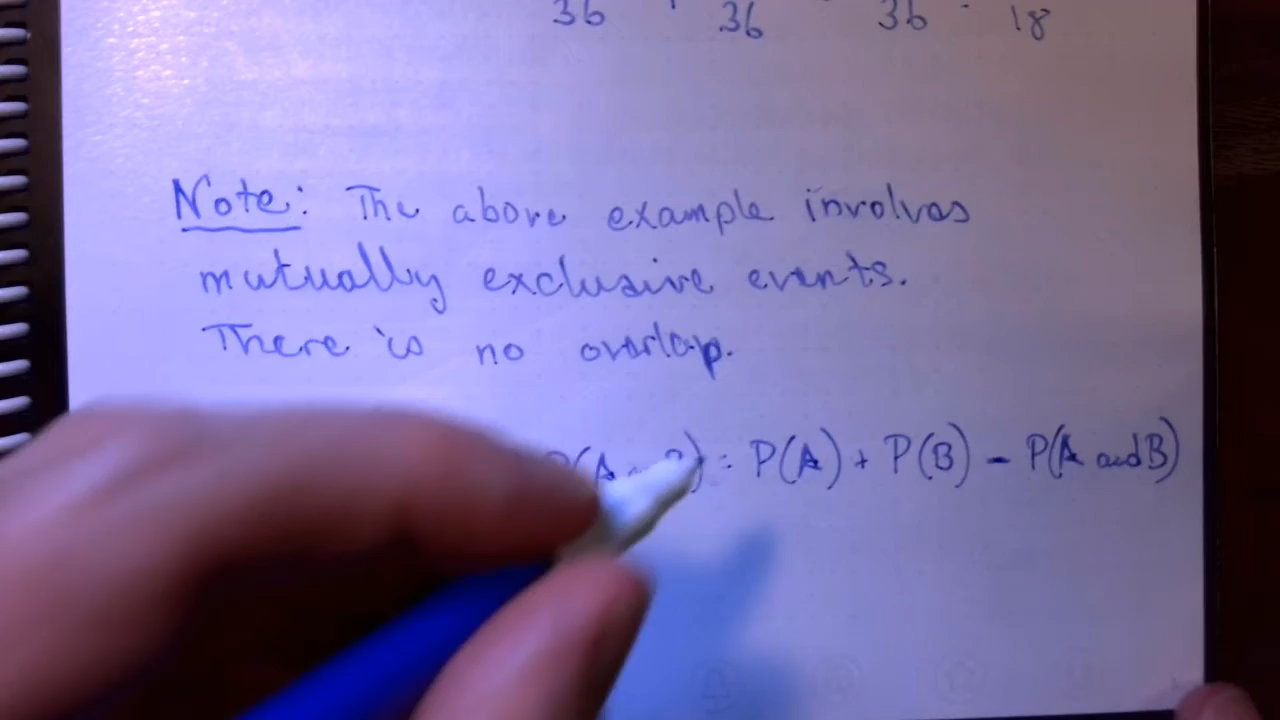 36 + 36 36 - 18
Note: The above example involves
mutually exclusive events.
There is no overlap.
P(A B) = P(A) + P(B) - P(A and B)